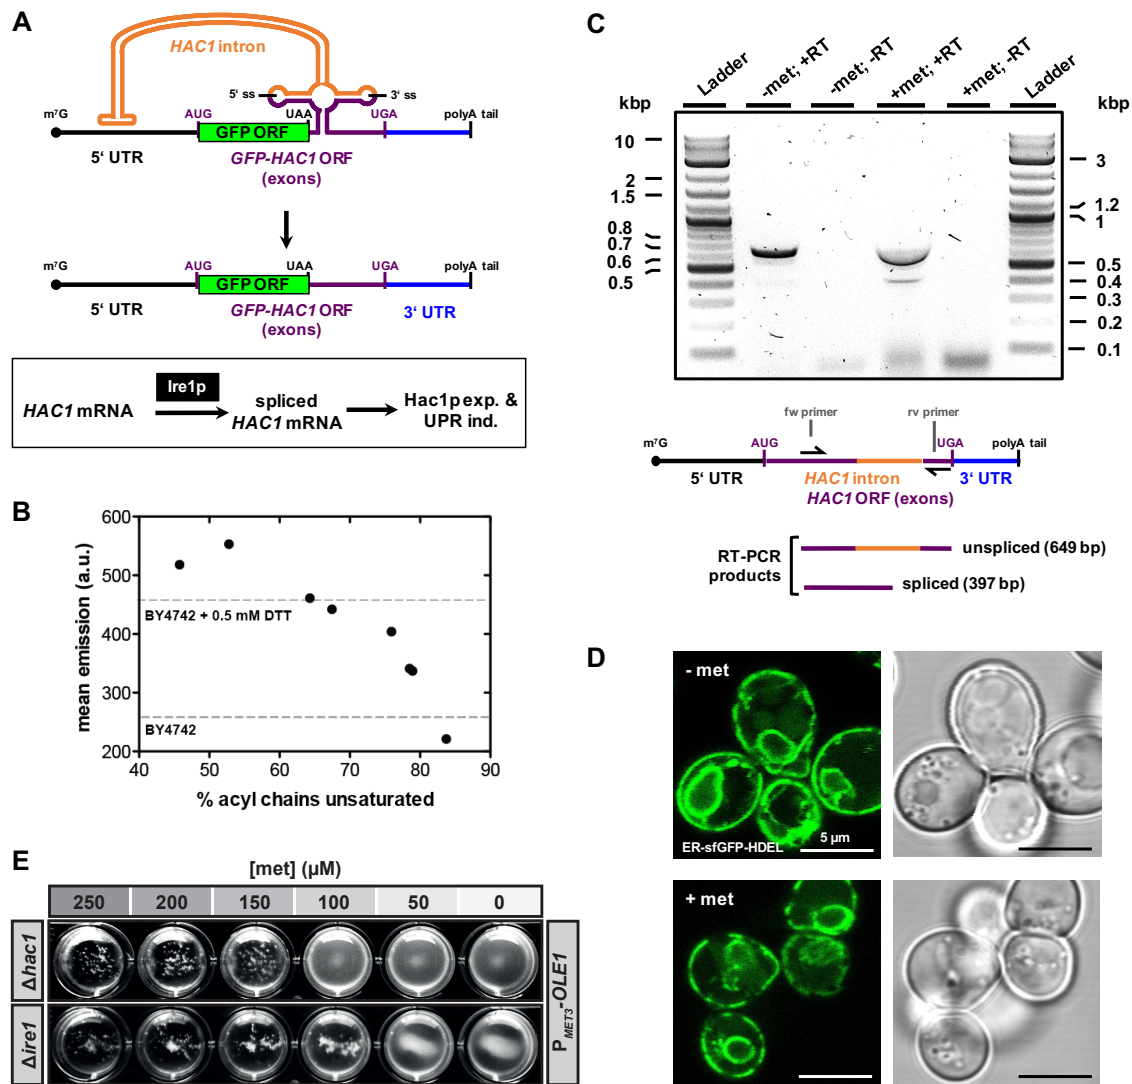 A
HAC1 intron
5‘ ss
3‘ ss
m⁷G
AUG
UAA
UGA
polyA tail
GFP ORF
5‘ UTR
GFP-HAC1 ORF
(exons)
m⁷G
AUG
UAA
UGA
polyA tail
GFP ORF
5‘ UTR
GFP-HAC1 ORF
(exons)
3‘ UTR
HAC1 mRNA
Ire1p
spliced
HAC1 mRNA
Hac1p exp. &
UPR ind.
B
mean emission (a.u.)
600
500
400
300
200
BY4742 + 0.5 mM DTT
BY4742
40 50 60 70 80 90
% acyl chains unsaturated
C
kbp
Ladder
-met; +RT
-met; -RT
+met; +RT
+met; -RT
Ladder
kbp
10
2
1.5
0.8
0.7
0.6
0.5
3
1.2
1
0.5
0.4
0.3
0.2
0.1
fw primer
rv primer
m⁷G
AUG
UGA
polyA tail
5‘ UTR
HAC1 intron
3‘ UTR
HAC1 ORF (exons)
RT-PCR
products
unspliced (649 bp)
spliced (397 bp)
D
- met
ER-sfGFP-HDEL
5 µm
+ met
E
[met] (µM)
250 200 150 100 50 0
Δhac1
Δire1
PMET3-OLE1